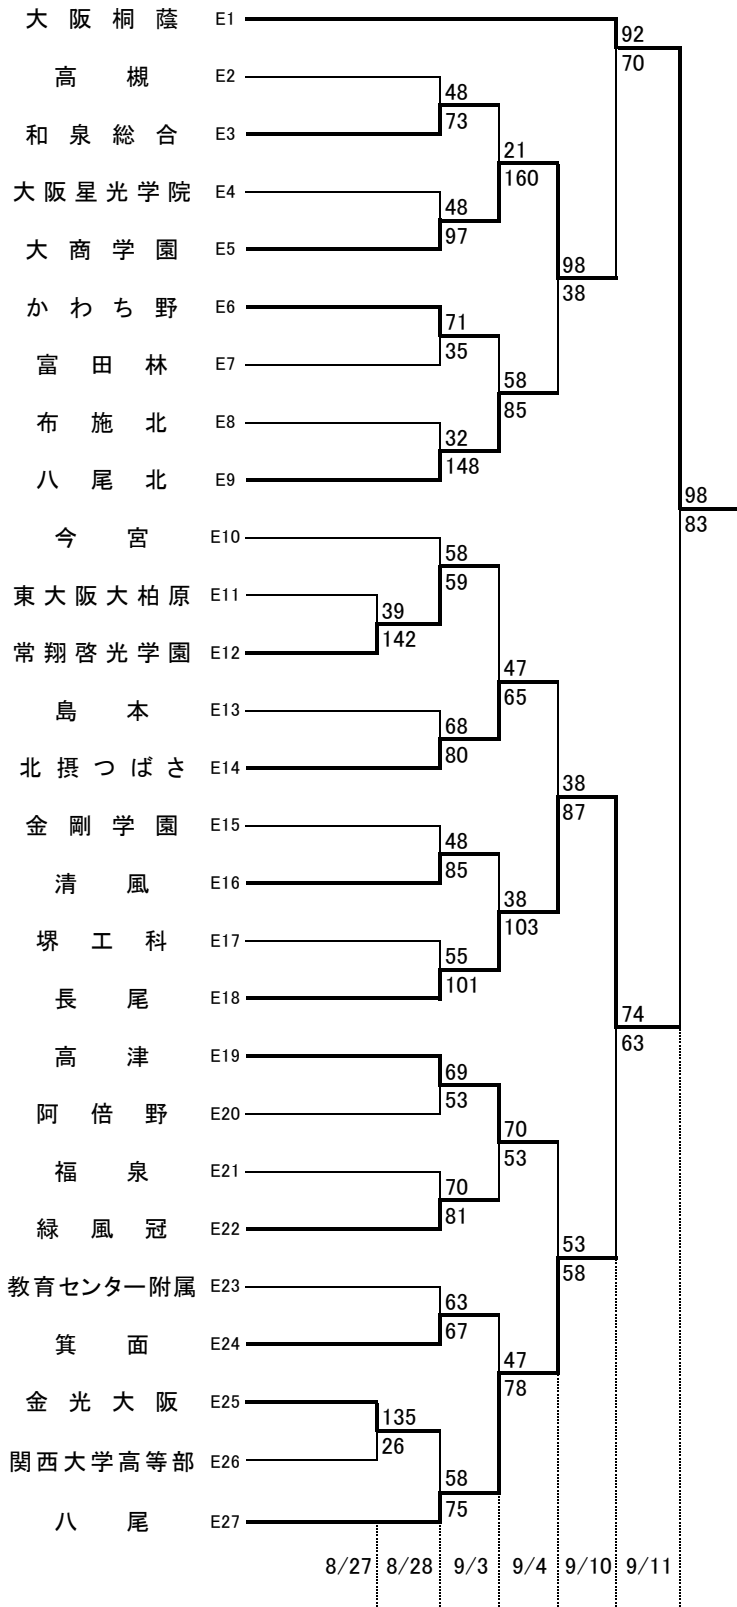 大阪桐蔭 E1
92
70
高槻 E2
48
73
和泉総合 E3
21
160
大阪星光学院 E4
48
97
大商学園 E5
98
38
かわち野 E6
71
35
富田林 E7
58
85
布施北 E8
32
148
八尾北 E9
98
83
今宮 E10
58
59
東大阪大柏原 E11
39
142
常翔啓光学園 E12
47
65
島本 E13
68
80
北摂つばさ E14
38
87
金剛学園 E15
48
85
清風 E16
38
103
堺工科 E17
55
101
長尾 E18
74
63
高津 E19
69
53
阿倍野 E20
70
53
福泉 E21
70
81
緑風冠 E22
53
58
教育センター附属 E23
63
67
箕面 E24
47
78
金光大阪 E25
135
26
関西大学高等部 E26
58
75
八尾 E27
8/27 8/28 9/3 9/4 9/10 9/11